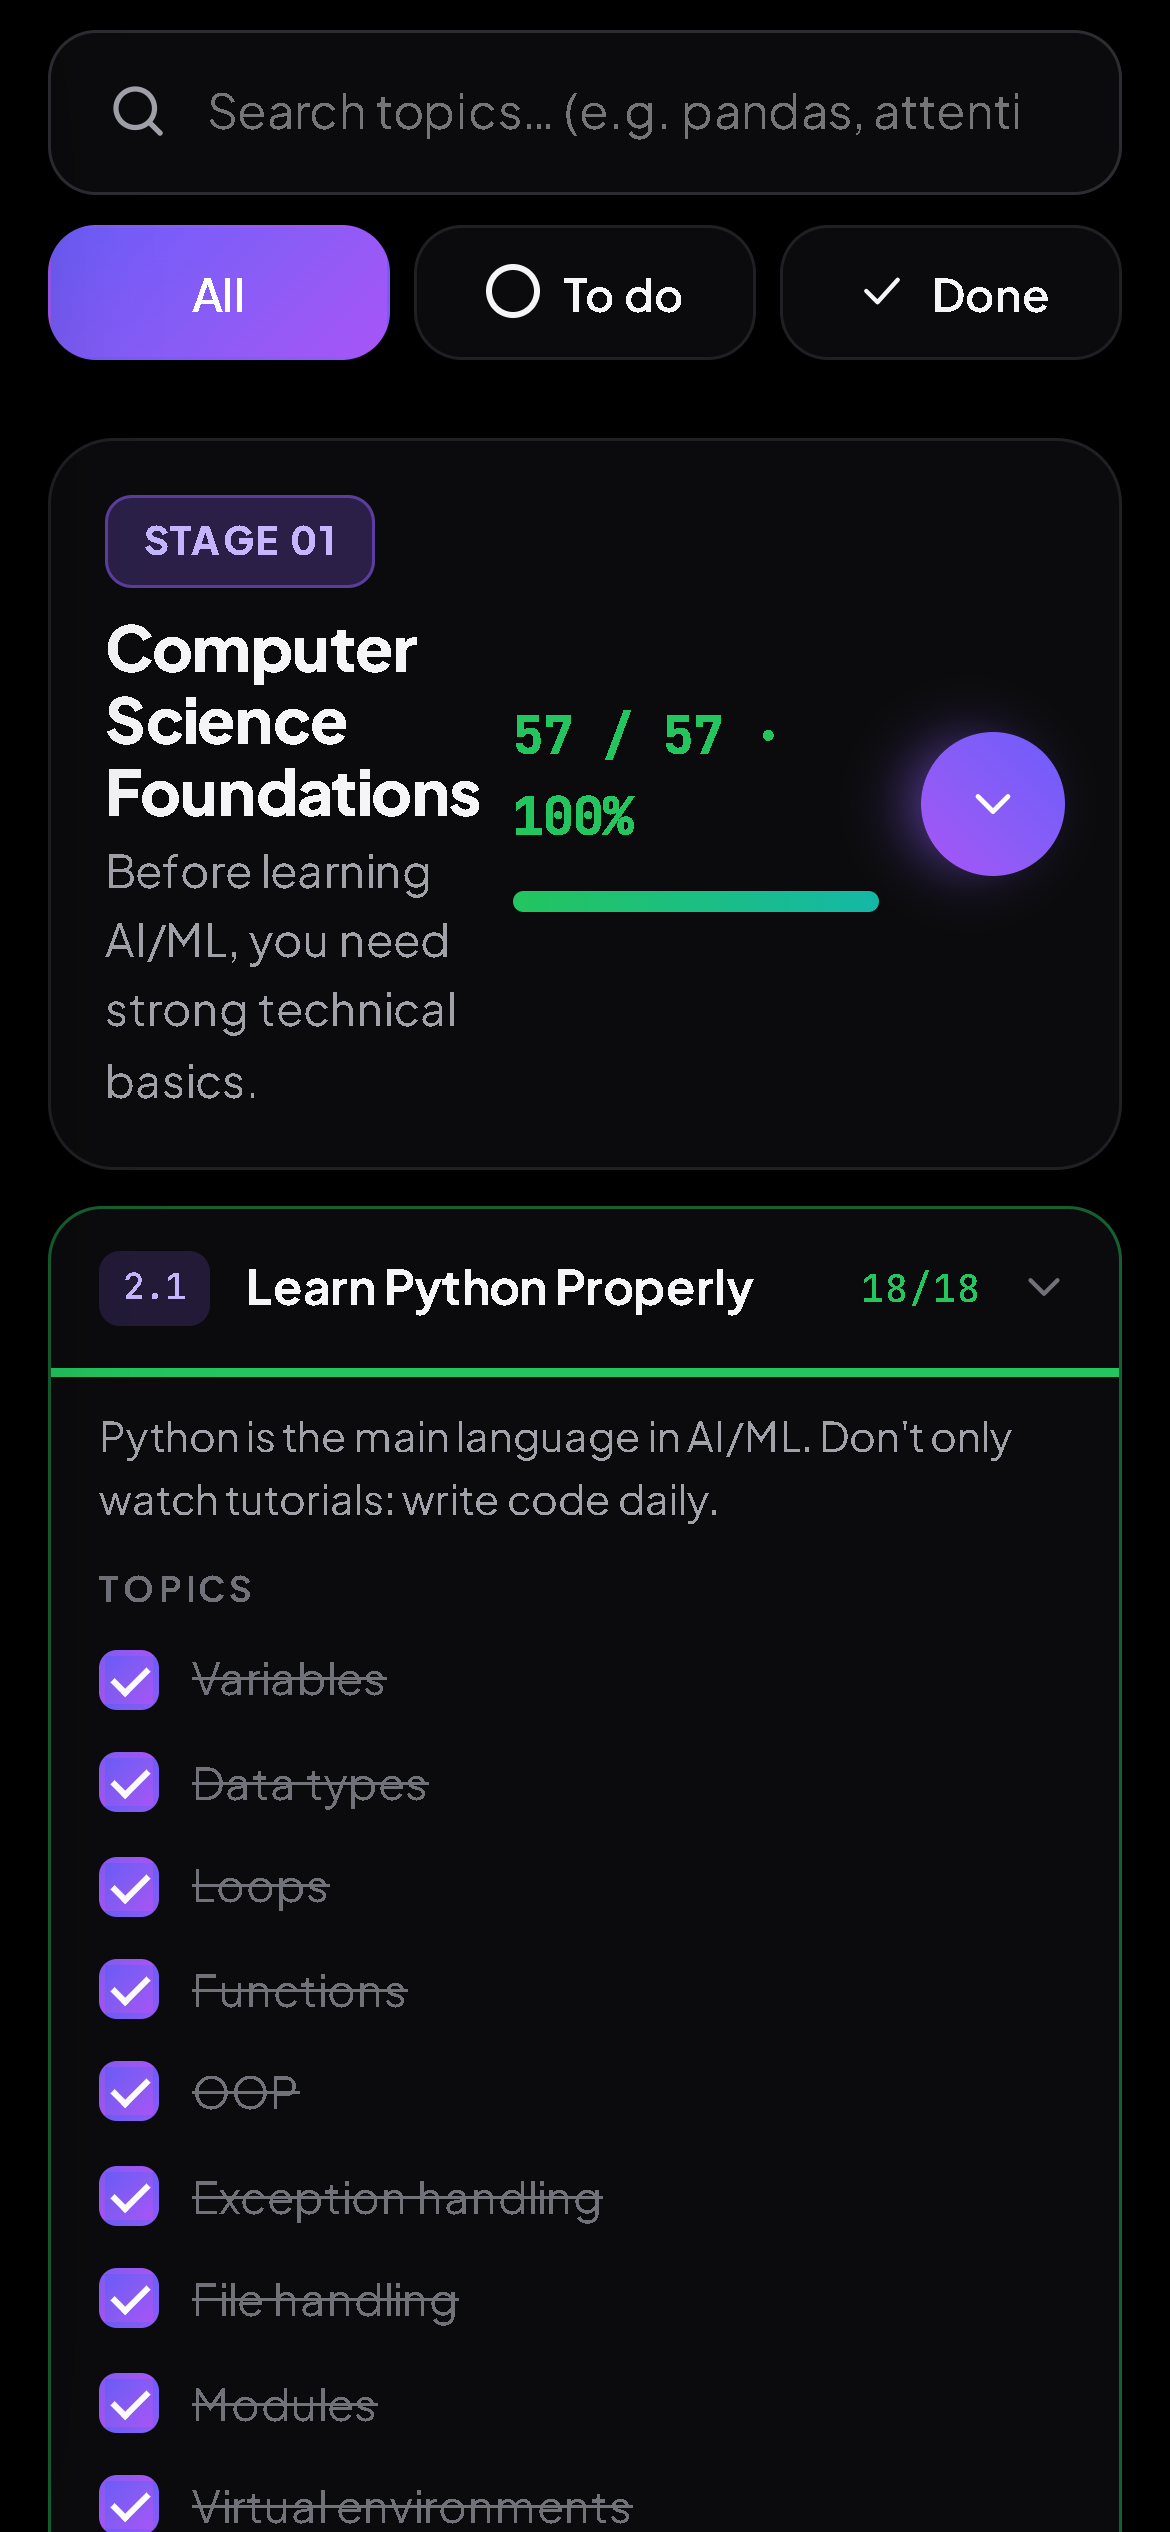 Search topics... (e.g. pandas, attenti
All
To do
Done
STAGE 01
Computer
Science
Foundations
57 / 57 ·
100%
Before learning
AI/ML, you need
strong technical
basics.
2.1 Learn Python Properly 18/18
Python is the main language in AI/ML. Don't only
watch tutorials: write code daily.
TOPICS
Variables
Data types
Loops
Functions
OOP
Exception handling
File handling
Modules
Virtual environments